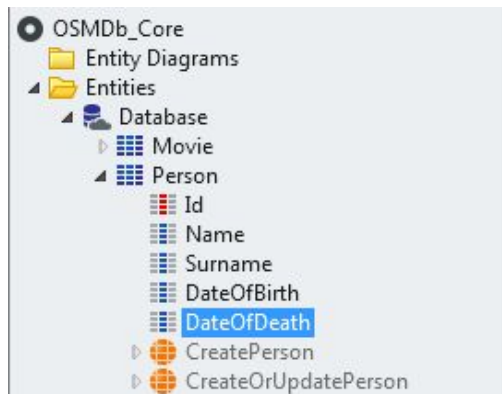 OSMDb_Core
Entity Diagrams
Entities
Database
Movie
Person
Id
Name
Surname
DateOfBirth
DateOfDeath
CreatePerson
CreateOrUpdatePerson